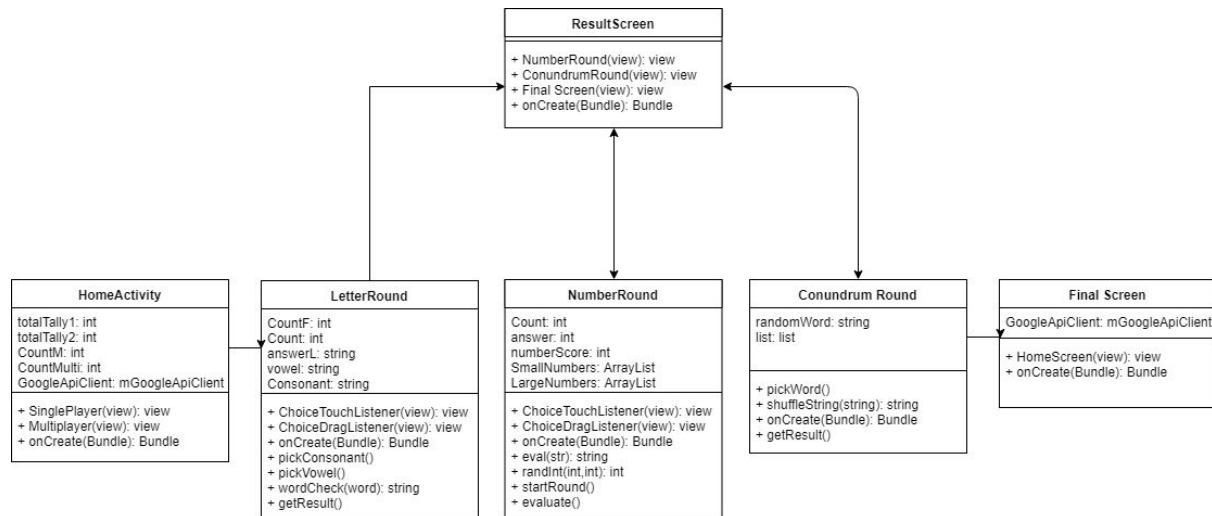 ResultScreen
+ NumberRound(view): view
+ ConundrumRound(view): view
+ Final Screen(view): view
+ onCreate(Bundle): Bundle
HomeActivity
totalTally1: int
totalTally2: int
CountM: int
CountMulti: int
GoogleApiClient: mGoogleApiClient
+ SinglePlayer(view): view
+ Multiplayer(view): view
+ onCreate(Bundle): Bundle
LetterRound
CountF: int
Count: int
answerL: string
vowel: string
Consonant: string
+ ChoiceTouchListener(view): view
+ ChoiceDragListener(view): view
+ onCreate(Bundle): Bundle
+ pickConsonant()
+ pickVowel()
+ wordCheck(word): string
+ getResult()
NumberRound
Count: int
answer: int
numberScore: int
SmallNumbers: ArrayList
LargeNumbers: ArrayList
+ ChoiceTouchListener(view): view
+ ChoiceDragListener(view): view
+ onCreate(Bundle): Bundle
+ eval(str): string
+ randInt(int,int): int
+ startRound()
+ evaluate()
Conundrum Round
randomWord: string
list: list
+ pickWord()
+ shuffleString(string): string
+ onCreate(Bundle): Bundle
+ getResult()
Final Screen
GoogleApiClient: mGoogleApiClient
+ HomeScreen(view): view
+ onCreate(Bundle): Bundle